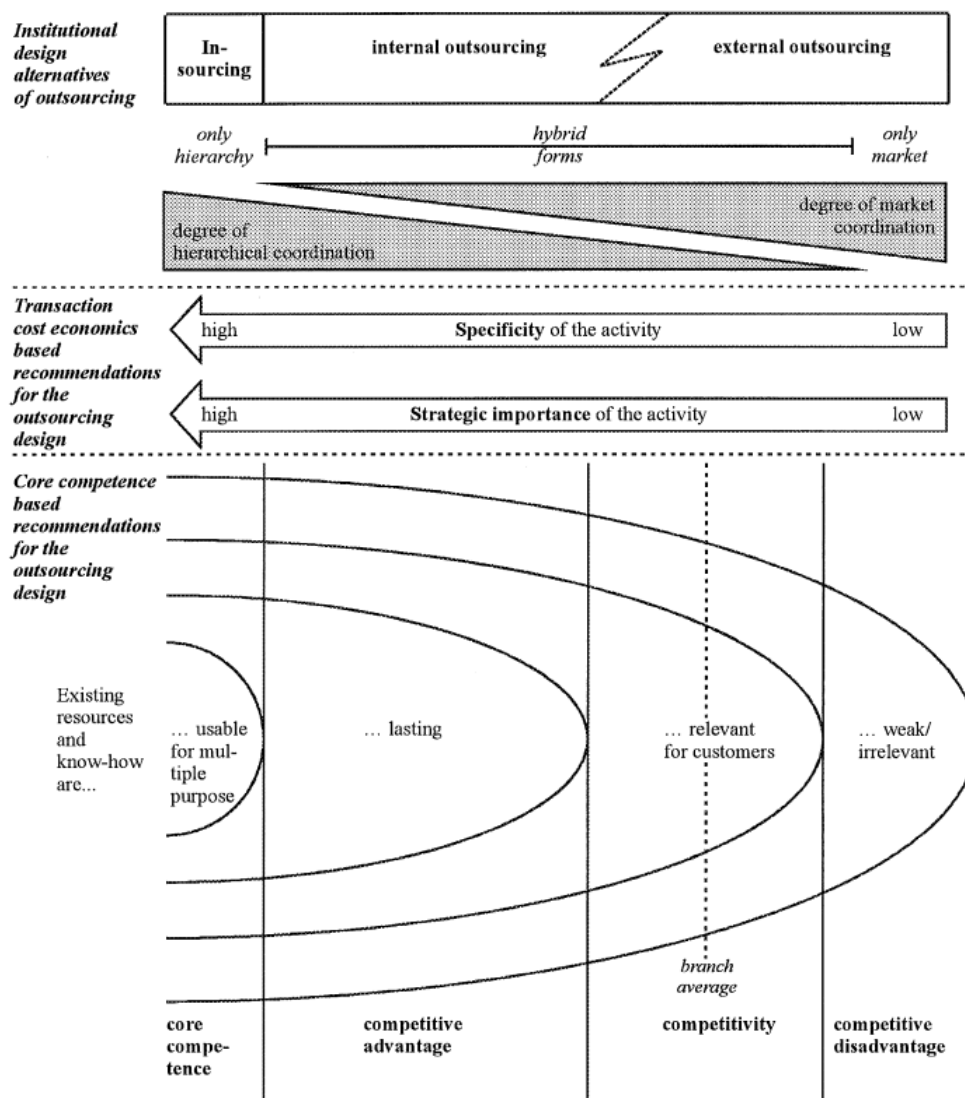 Institutional
design
alternatives
of outsourcing
In-
sourcing
internal outsourcing
external outsourcing
only
hierarchy
hybrid
forms
only
market
degree of market
coordination
degree of
hierarchical coordination
Transaction
cost economics
based
recommendations
for the
outsourcing
design
high
Specificity of the activity
low
high
Strategic importance of the activity
low
Core competence
based
recommendations
for the
outsourcing
design
Existing
resources
and
know-how
are...
... usable
for mul-
tiple
purpose
... lasting
... relevant
for customers
... weak/
irrelevant
branch
average
core
compe-
tence
competitive
advantage
competitivity
competitive
disadvantage